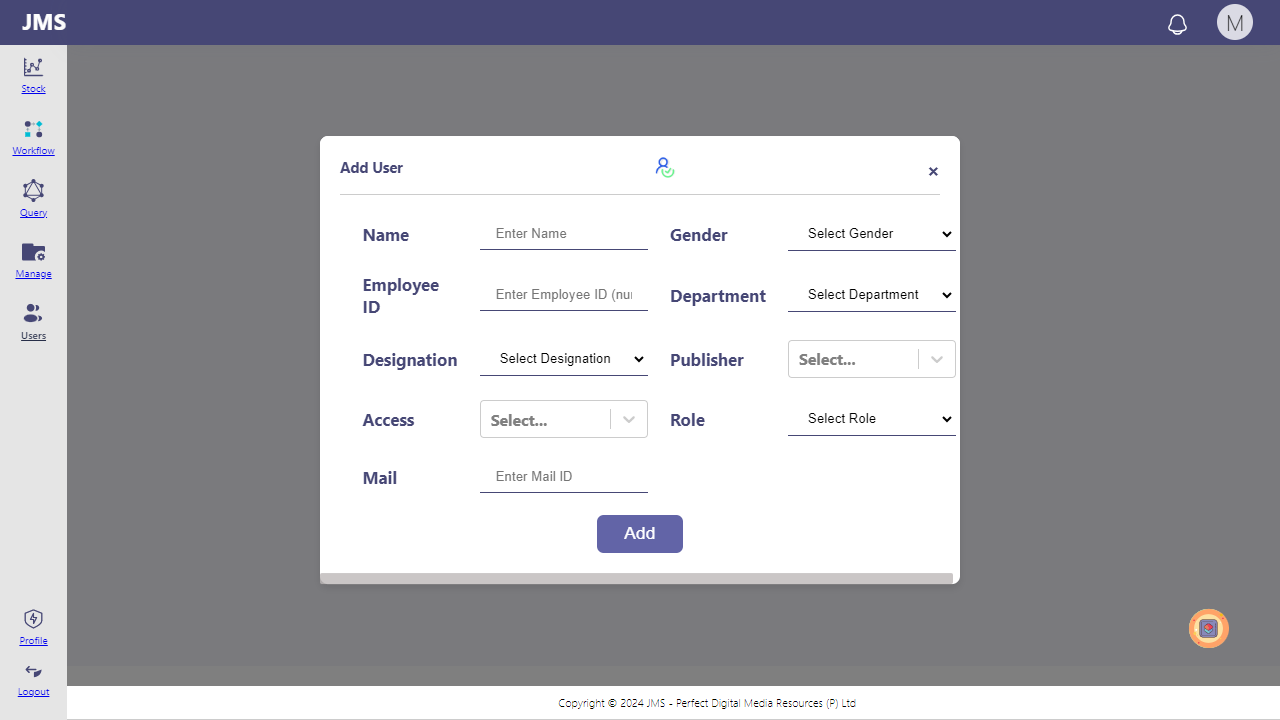 JMS
M
Stock
Workflow
Query
Manage
Users
Profile
Logout
Add User
×
Name
Enter Name
Gender
Select Gender
Employee
ID
Enter Employee ID (nu
Department
Select Department
Designation
Select Designation
Publisher
Select...
Access
Select...
Role
Select Role
Mail
Enter Mail ID
Add
Copyright © 2024 JMS - Perfect Digital Media Resources (P) Ltd